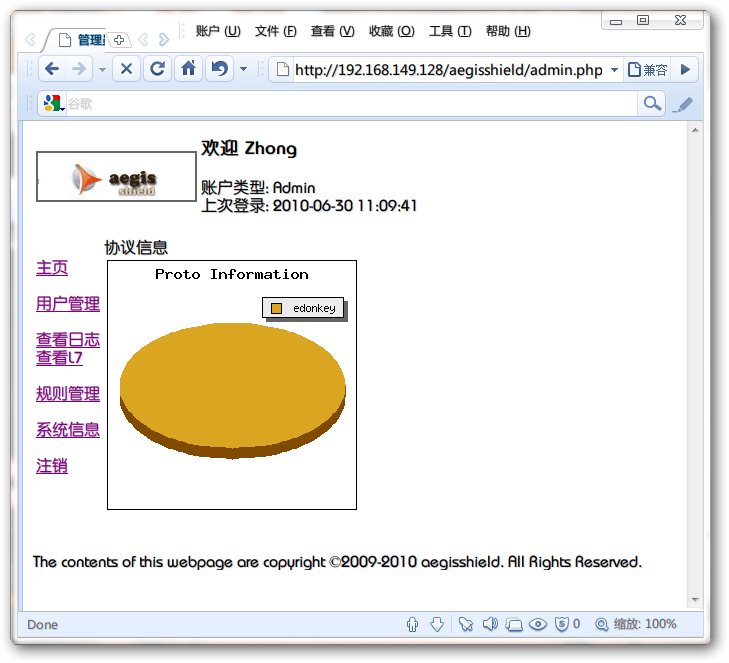 账户 (U) 文件 (F) 查看 (V) 收藏 (O) 工具 (T) 帮助 (H)
http://192.168.149.128/aegisshield/admin.php 兼容
谷歌
aegis
shield
欢迎 Zhong
账户类型: Admin
上次登录: 2010-06-30 11:09:41
协议信息
主页
用户管理
查看日志
查看L7
规则管理
系统信息
注销
Proto Information
edonkey
The contents of this webpage are copyright ©2009-2010 aegisshield. All Rights Reserved.
Done 0 缩放: 100%